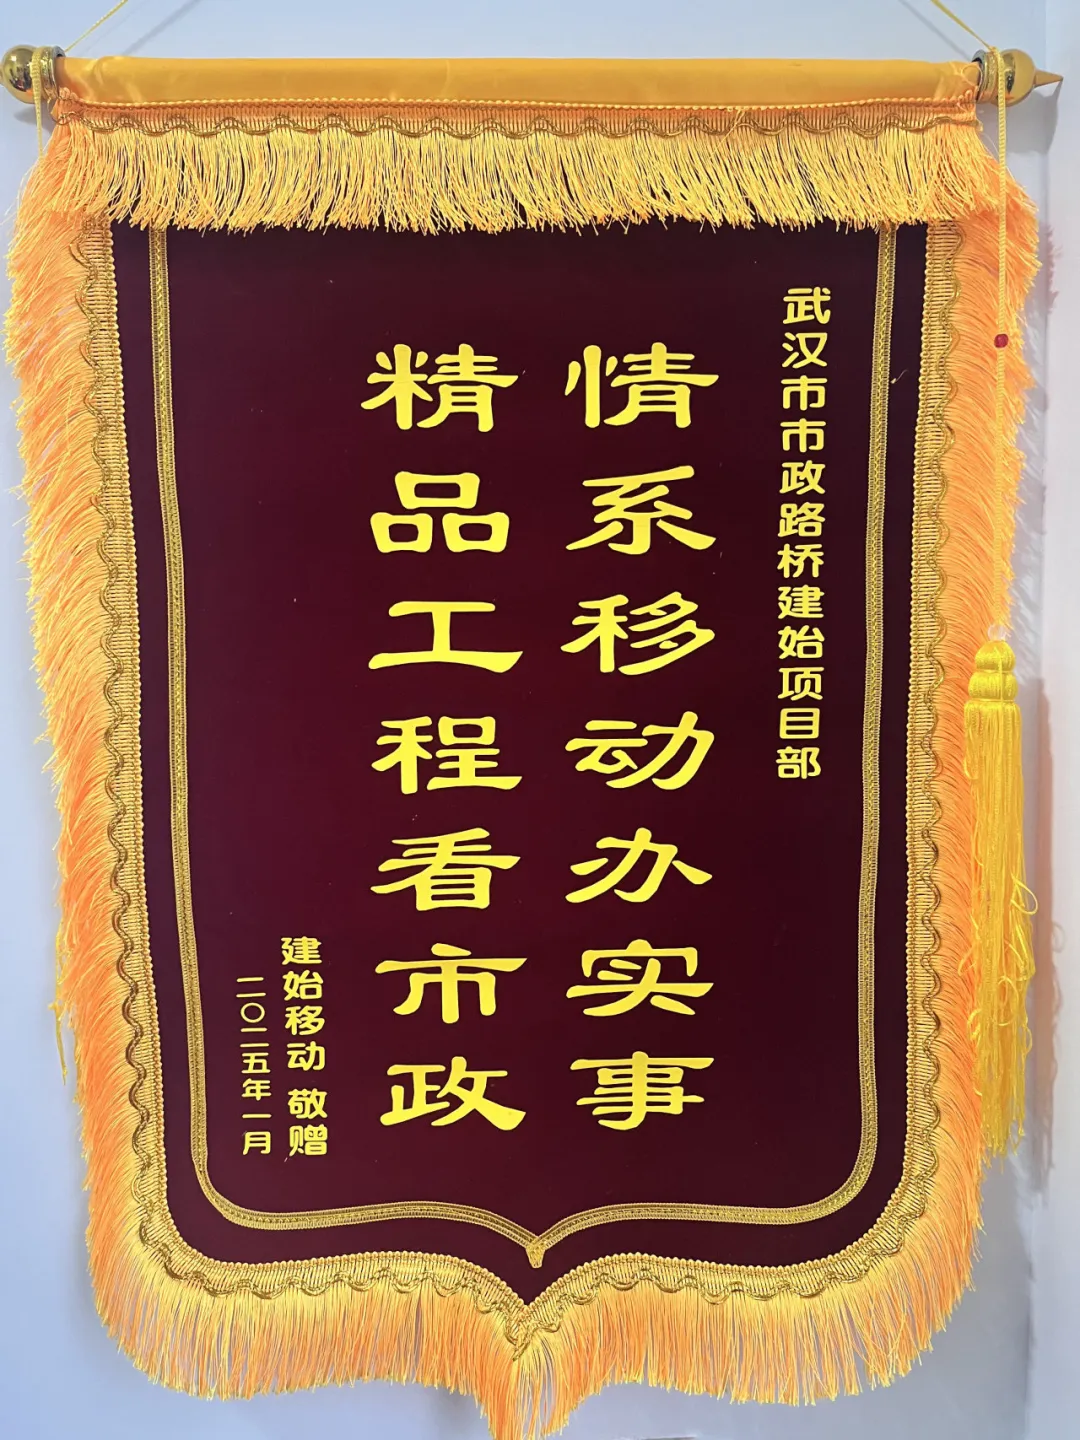 武汉市市政路桥建始项目部
情系移动办实事
精品工程看市政
建始移动 敬赠
二〇二五年一月